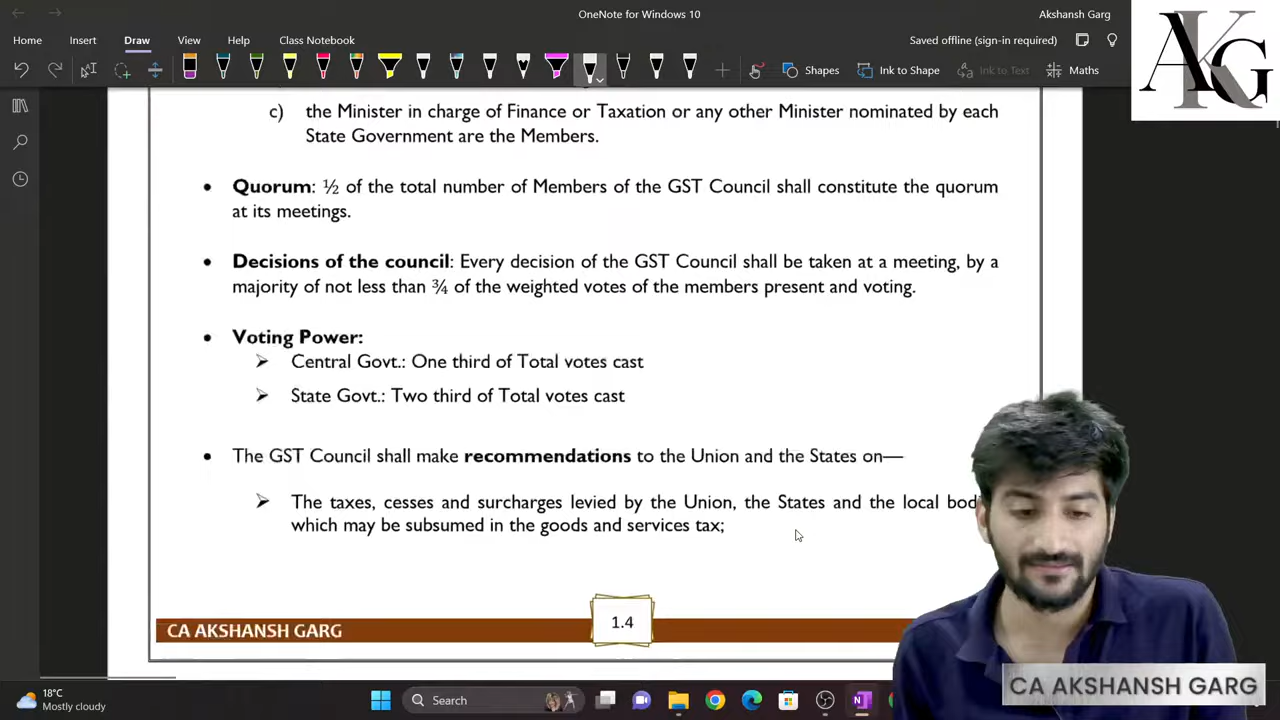 OneNote for Windows 10
Akshansh Garg
Home Insert Draw View Help Class Notebook
Saved offline (sign-in required)
Shapes Ink to Shape Ink to Text Maths
AKG
c) the Minister in charge of Finance or Taxation or any other Minister nominated by each
State Government are the Members.
• Quorum: ½ of the total number of Members of the GST Council shall constitute the quorum
at its meetings.
• Decisions of the council: Every decision of the GST Council shall be taken at a meeting, by a
majority of not less than ¾ of the weighted votes of the members present and voting.
• Voting Power:
➢ Central Govt.: One third of Total votes cast
➢ State Govt.: Two third of Total votes cast
• The GST Council shall make recommendations to the Union and the States on—
➢ The taxes, cesses and surcharges levied by the Union, the States and the local
which may be subsumed in the goods and services tax;
CA AKSHANSH GARG
1.4
CA AKSHANSH GARG
18°C
Mostly cloudy
Search